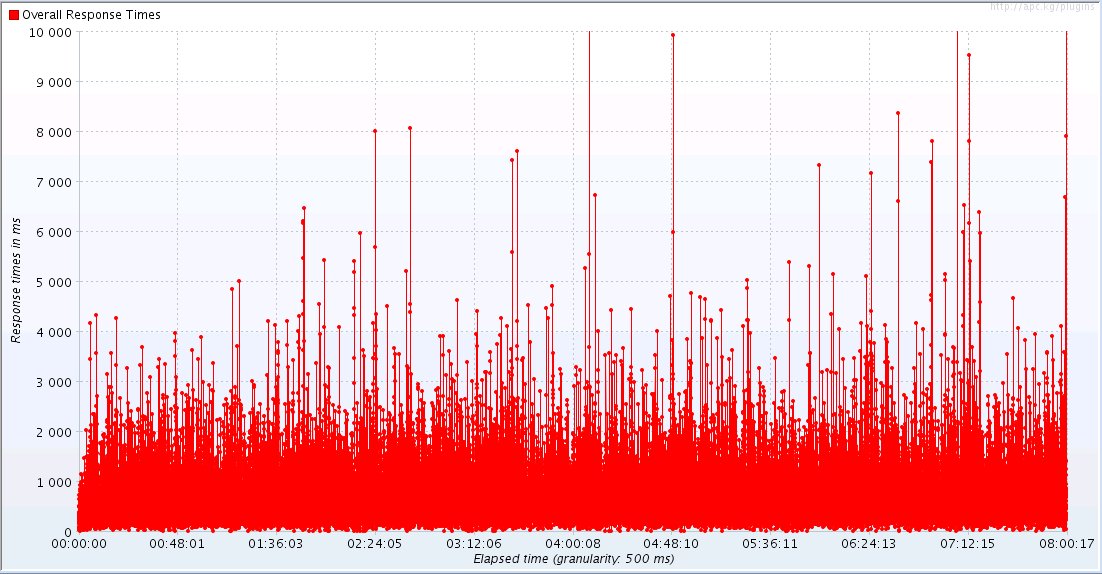 http://apc.kg/plugins
Overall Response Times
10 000
9 000
8 000
7 000
6 000
5 000
4 000
3 000
2 000
1 000
0
Response times in ms
00:00:00 00:48:01 01:36:03 02:24:05 03:12:06 04:00:08 04:48:10 05:36:11 06:24:13 07:12:15 08:00:17
Elapsed time (granularity: 500 ms)